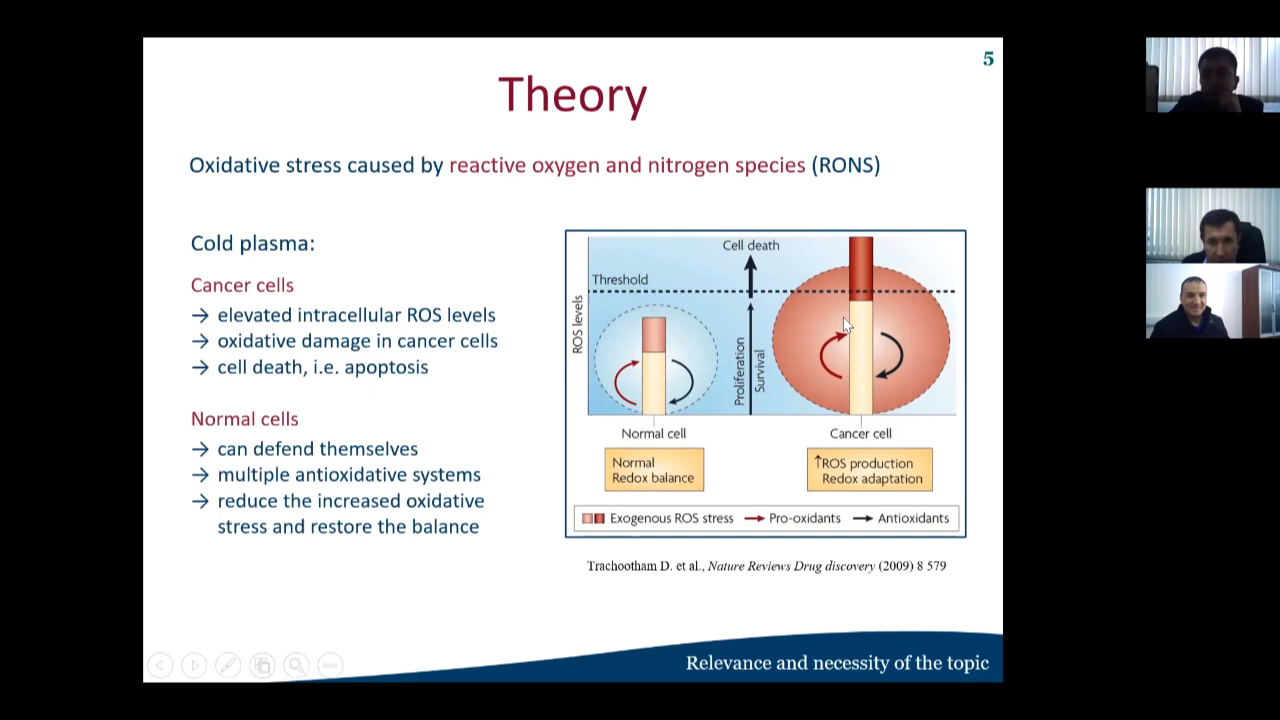 5
Theory
Oxidative stress caused by reactive oxygen and nitrogen species (RONS)
Cold plasma:
Cancer cells
→ elevated intracellular ROS levels
→ oxidative damage in cancer cells
→ cell death, i.e. apoptosis
Normal cells
→ can defend themselves
→ multiple antioxidative systems
→ reduce the increased oxidative
stress and restore the balance
Cell death
Threshold
ROS levels
Proliferation
Survival
Normal cell
Cancer cell
Normal
Redox balance
↑ROS production
Redox adaptation
Exogenous ROS stress → Pro-oxidants → Antioxidants
Trachootham D. et al., Nature Reviews Drug discovery (2009) 8 579
Relevance and necessity of the topic